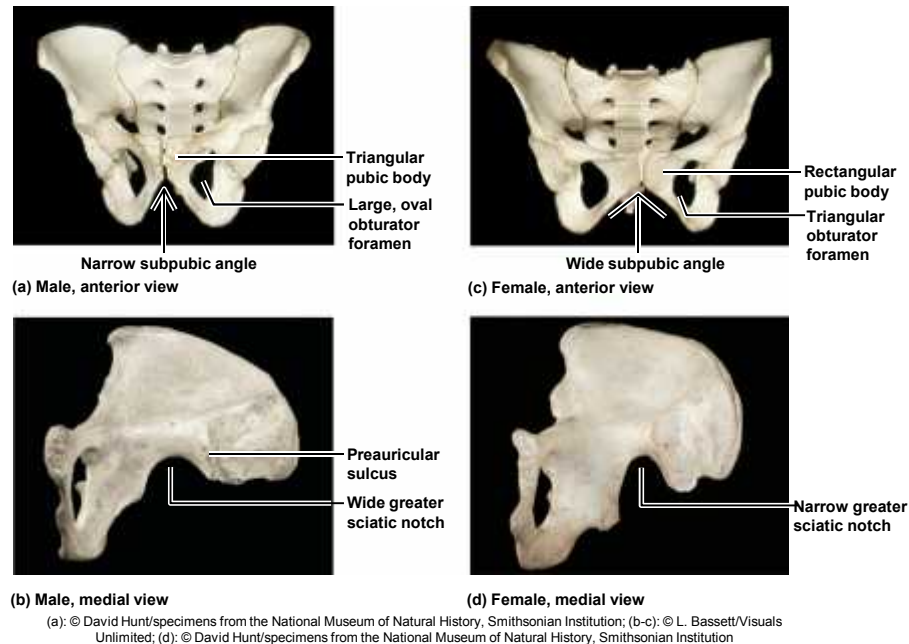 Triangular
pubic body
Large, oval
obturator
foramen
Narrow subpubic angle
(a) Male, anterior view
Rectangular
pubic body
Triangular
obturator
foramen
Wide subpubic angle
(c) Female, anterior view
Preauricular
sulcus
Wide greater
sciatic notch
(b) Male, medial view
Narrow greater
sciatic notch
(d) Female, medial view
(a): © David Hunt/specimens from the National Museum of Natural History, Smithsonian Institution; (b-c): © L. Bassett/Visuals
Unlimited; (d): © David Hunt/specimens from the National Museum of Natural History, Smithsonian Institution